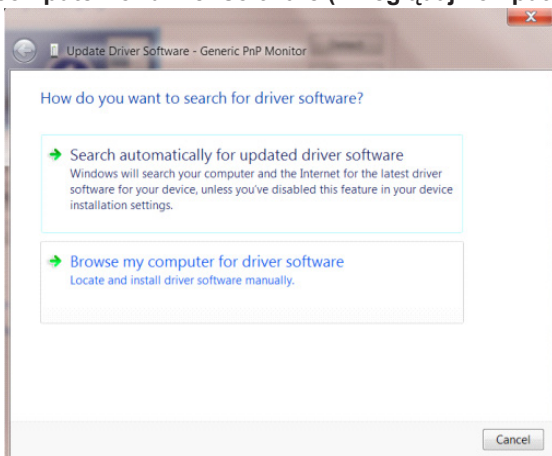 Update Driver Software - Generic PnP Monitor
How do you want to search for driver software?
Search automatically for updated driver software
Windows will search your computer and the Internet for the latest driver
software for your device, unless you've disabled this feature in your device
installation settings.
Browse my computer for driver software
Locate and install driver software manually.
Cancel